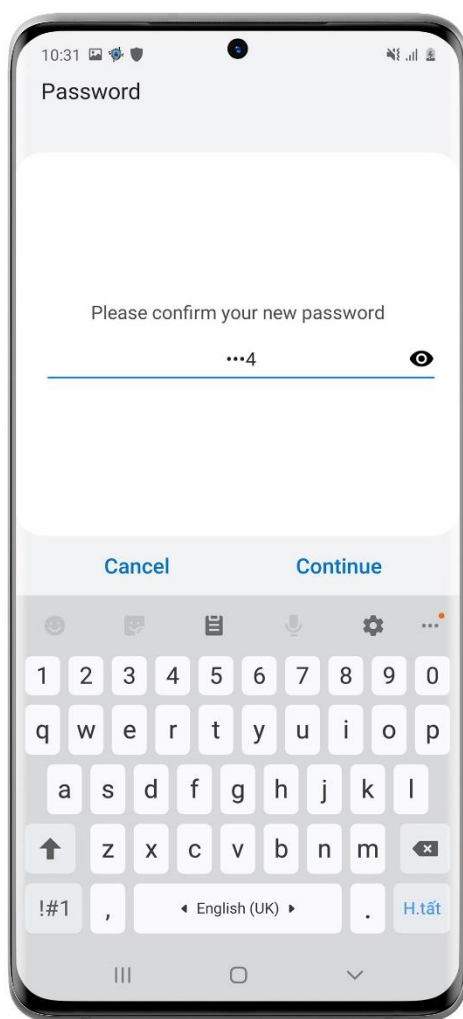 10:31
Password
Please confirm your new password
•••4
Cancel
Continue
1 2 3 4 5 6 7 8 9 0
q w e r t y u i o p
a s d f g h j k l
z x c v b n m
!#1 , English (UK) . H.tất